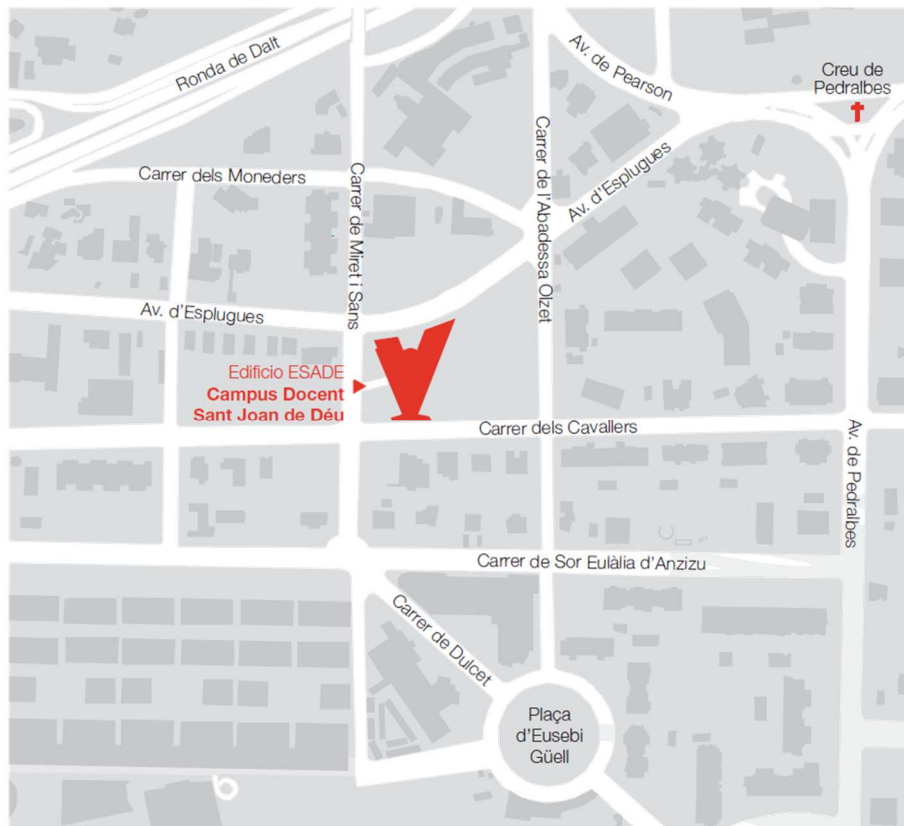 Ronda de Dalt
Av. de Pearson
Creu de
Pedralbes
Carrer dels Moneders
Carrer de Miret i Sans
Carrer de l'Abadessa Olzet
Av. d'Esplugues
Av. d'Esplugues
Edificio ESADE
Campus Docent
Sant Joan de Déu
Carrer dels Cavallers
Av. de Pedralbes
Carrer de Sor Eulàlia d'Anzizu
Carrer de Dulcet
Plaça
d'Eusebi
Güell